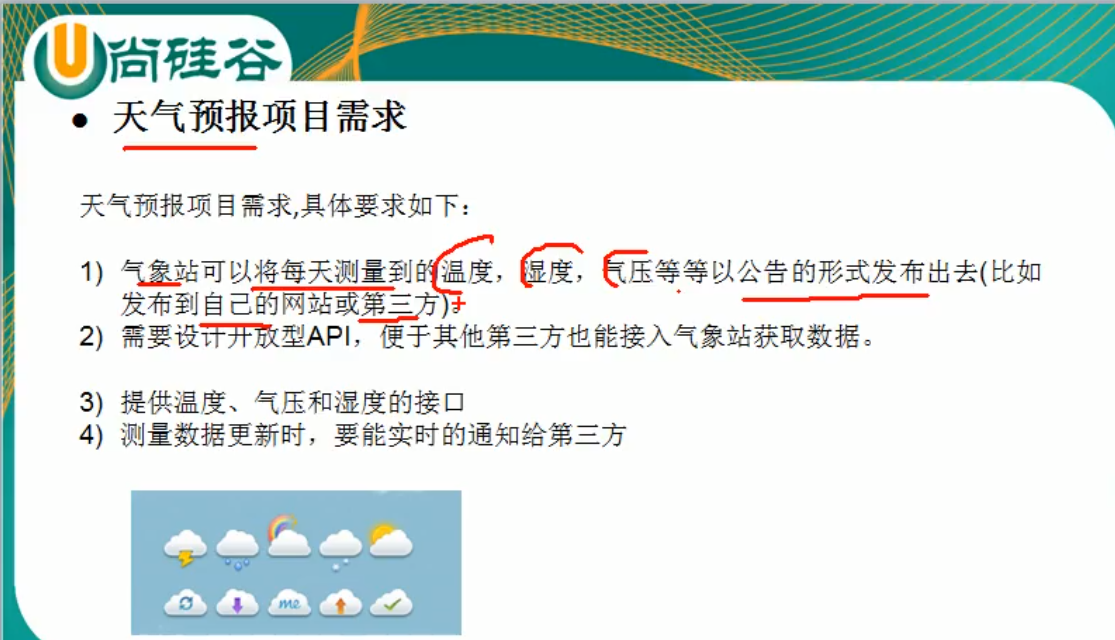 尚硅谷
天气预报项目需求
天气预报项目需求,具体要求如下：
1) 气象站可以将每天测量到的温度，湿度，气压等等以公告的形式发布出去(比如
发布到自己的网站或第三方)。
2) 需要设计开放型API，便于其他第三方也能接入气象站获取数据。
3) 提供温度、气压和湿度的接口
4) 测量数据更新时，要能实时的通知给第三方
me